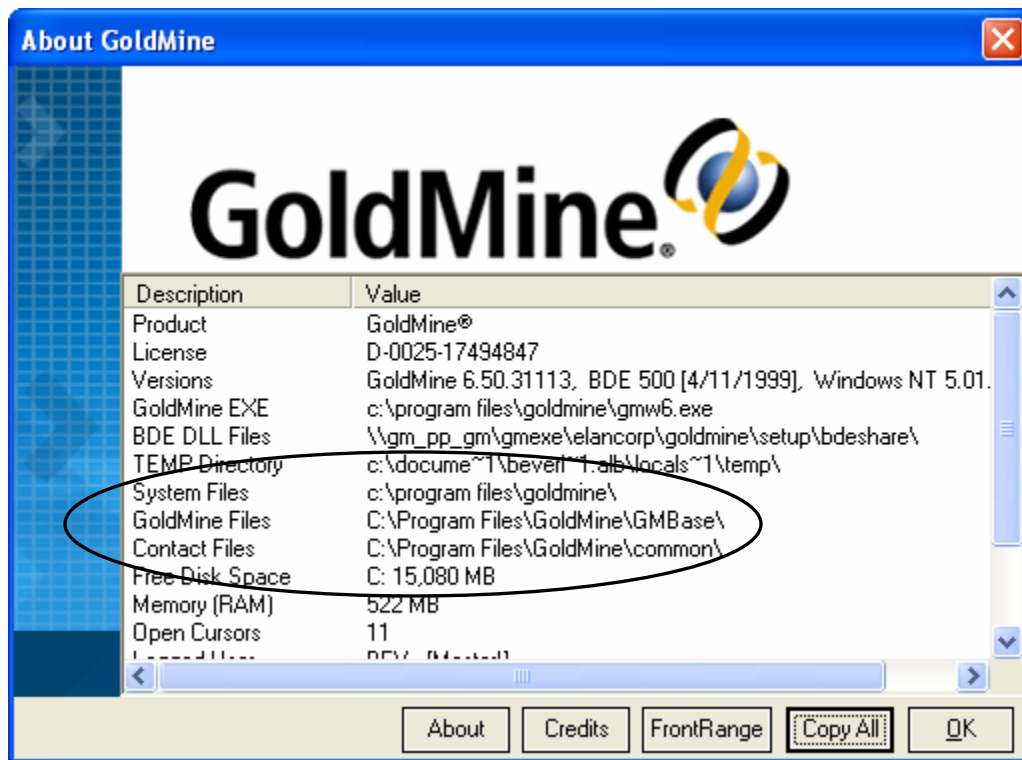 About GoldMine
GoldMine®
Description Value
Product GoldMine®
License D-0025-17494847
Versions GoldMine 6.50.31113, BDE 500 [4/11/1999], Windows NT 5.01.
GoldMine EXE c:\program files\goldmine\gmw6.exe
BDE DLL Files \\gm_pp_gm\gmexe\elancorp\goldmine\setup\bdeshare\
TEMP Directory c:\docume~1\beverl~1.alb\locals~1\temp\
System Files c:\program files\goldmine\
GoldMine Files C:\Program Files\GoldMine\GMBase\
Contact Files C:\Program Files\GoldMine\common\
Free Disk Space C: 15,080 MB
Memory (RAM) 522 MB
Open Cursors 11
About Credits FrontRange Copy All OK